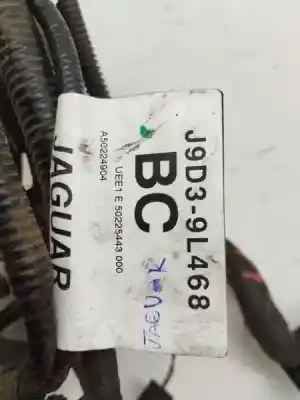 J9D3-9L468
BC
UEE1 E 50225443 000
A50224904
JAGUAR
JAGUAR